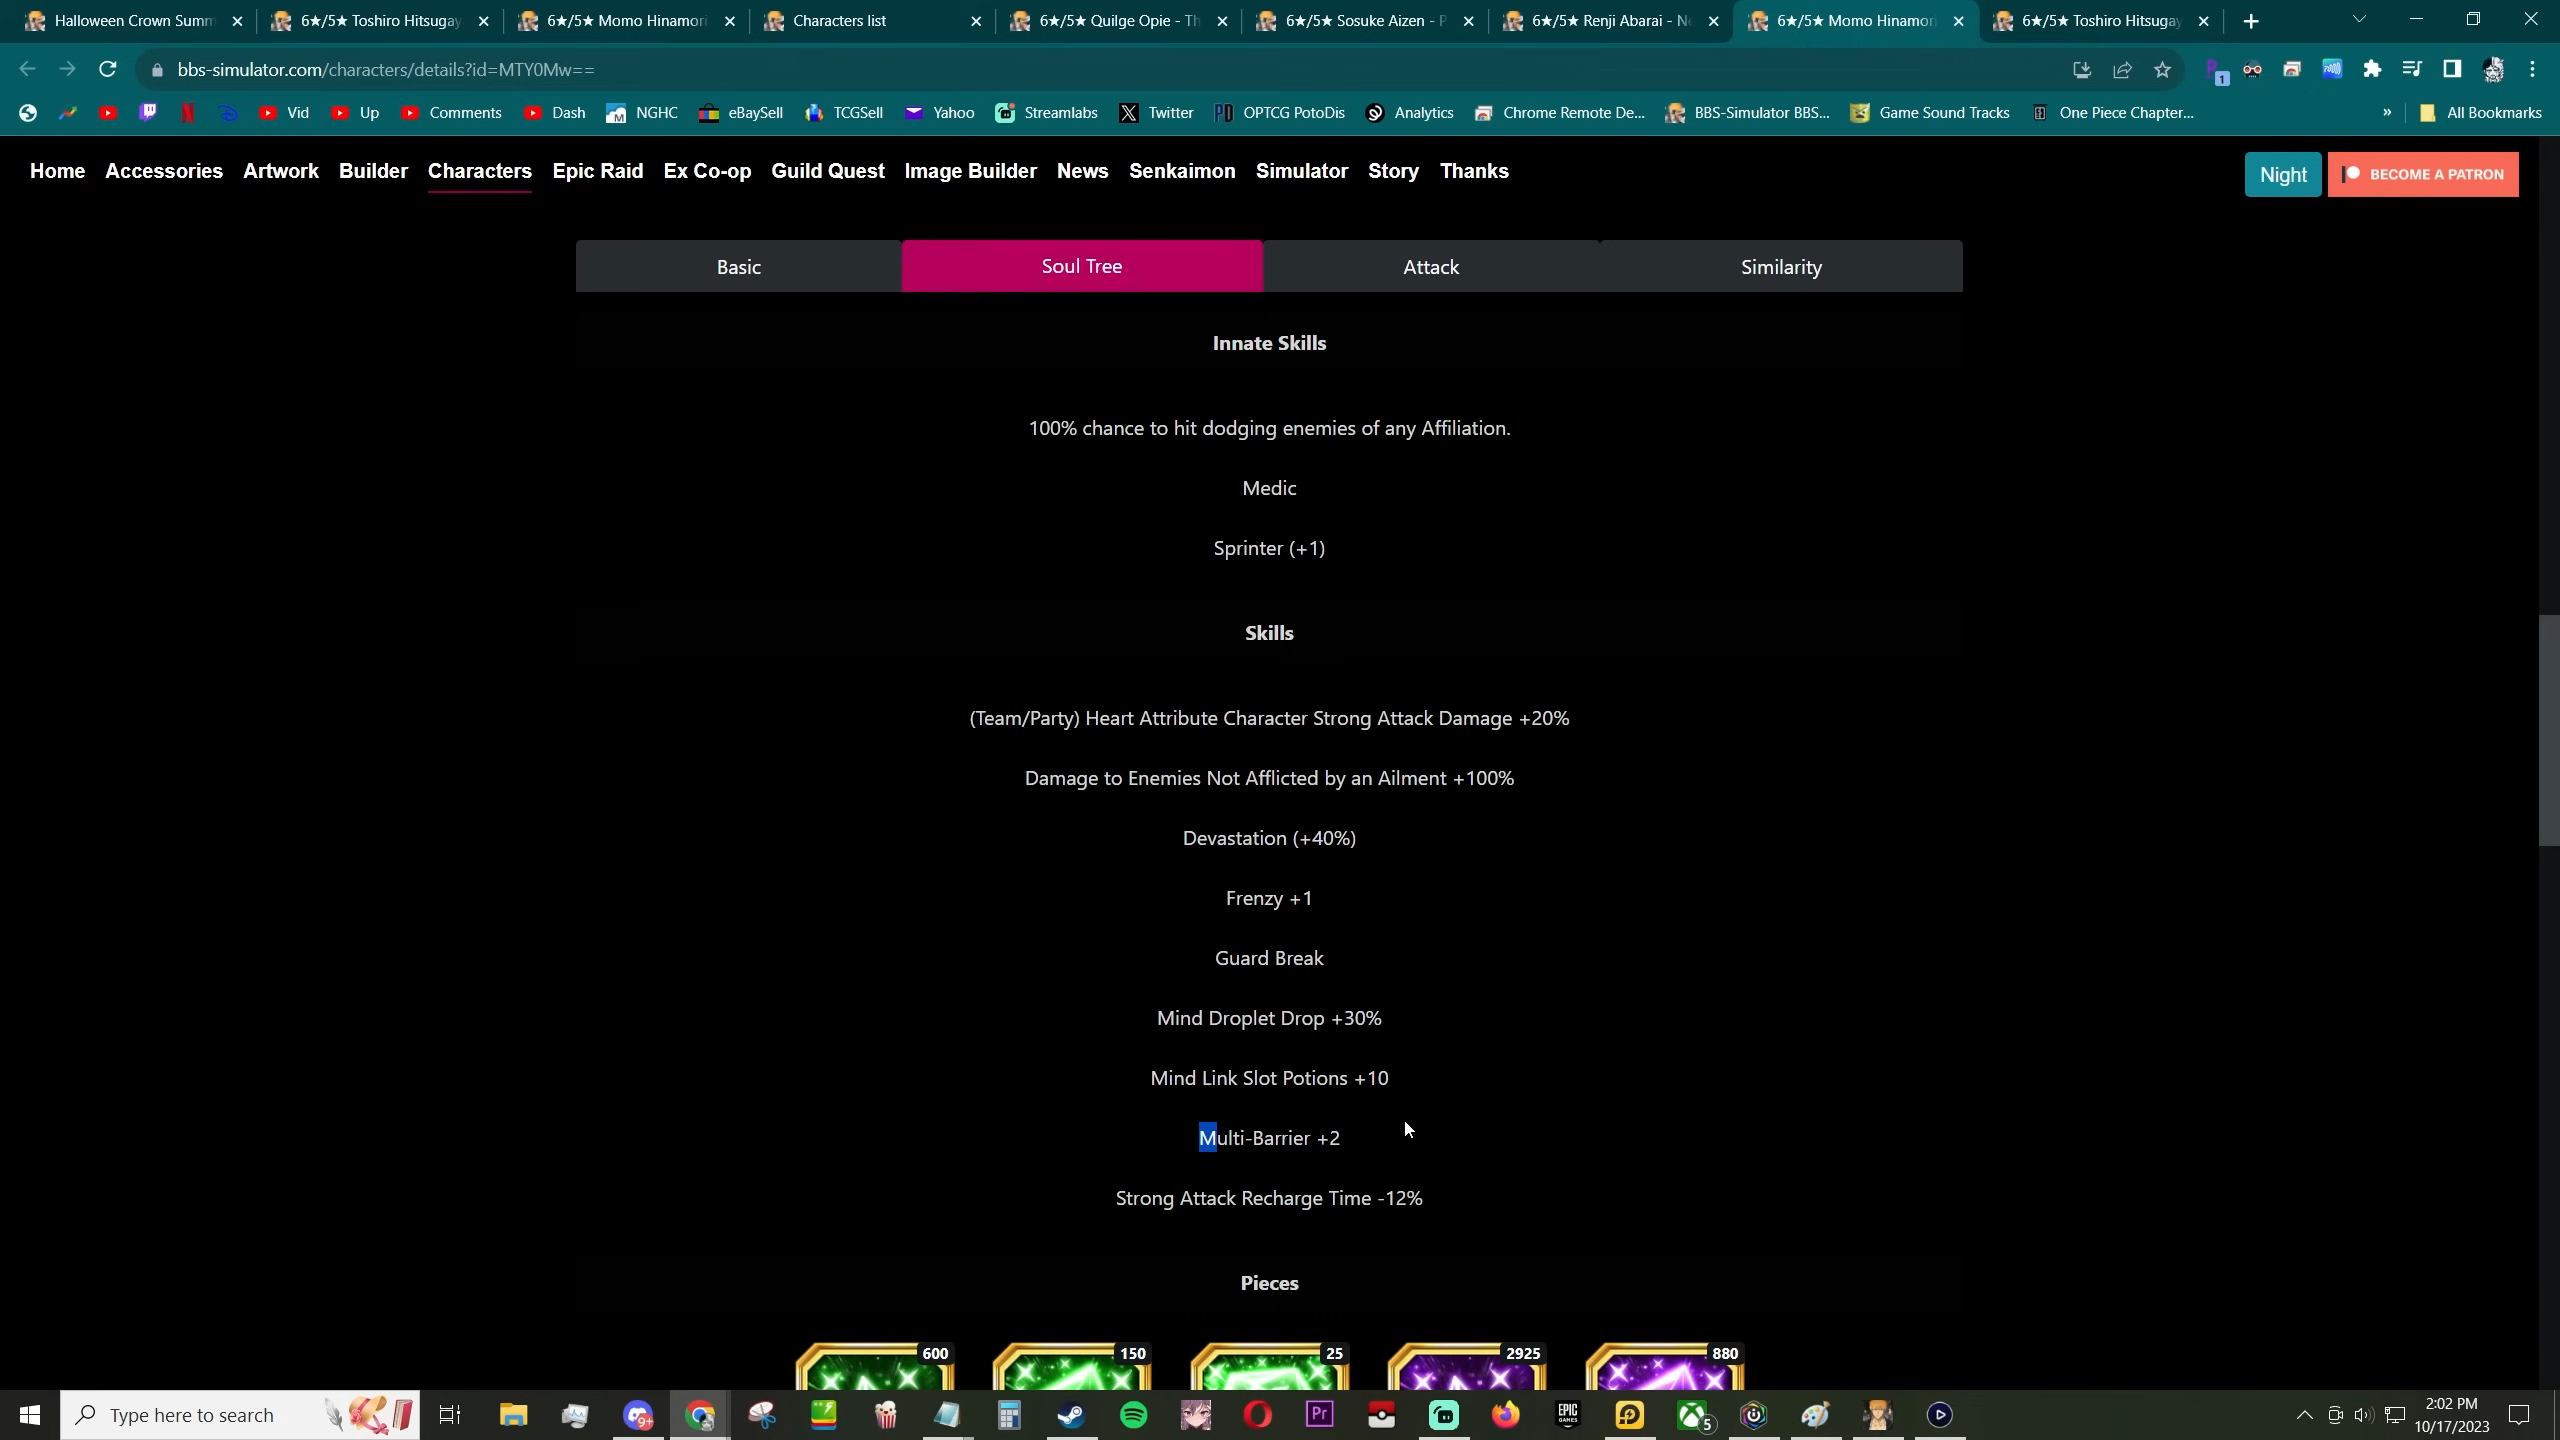 Halloween Crown Summ
6★/5★ Toshiro Hitsugay
6★/5★ Momo Hinamori
Characters list
6★/5★ Quilge Opie - Th
6★/5★ Sosuke Aizen - P
6★/5★ Renji Abarai - Ne
6★/5★ Momo Hinamori
6★/5★ Toshiro Hitsugay
bbs-simulator.com/characters/details?id=MTY0Mw==
1
Vid
Up
Comments
Dash
NGHC
eBaySell
TCGSell
Yahoo
Streamlabs
Twitter
OPTCG PotoDis
Analytics
Chrome Remote De...
BBS-Simulator BBS...
Game Sound Tracks
One Piece Chapter...
»
All Bookmarks
Home Accessories Artwork Builder Characters Epic Raid Ex Co-op Guild Quest Image Builder News Senkaimon Simulator Story Thanks
Night
BECOME A PATRON
Basic
Soul Tree
Attack
Similarity
Innate Skills
100% chance to hit dodging enemies of any Affiliation.
Medic
Sprinter (+1)
Skills
(Team/Party) Heart Attribute Character Strong Attack Damage +20%
Damage to Enemies Not Afflicted by an Ailment +100%
Devastation (+40%)
Frenzy +1
Guard Break
Mind Droplet Drop +30%
Mind Link Slot Potions +10
Multi-Barrier +2
Strong Attack Recharge Time -12%
Pieces
600
150
25
2925
880
Type here to search
9+
Pr
EPIC GAMES
5
2:02 PM
10/17/2023